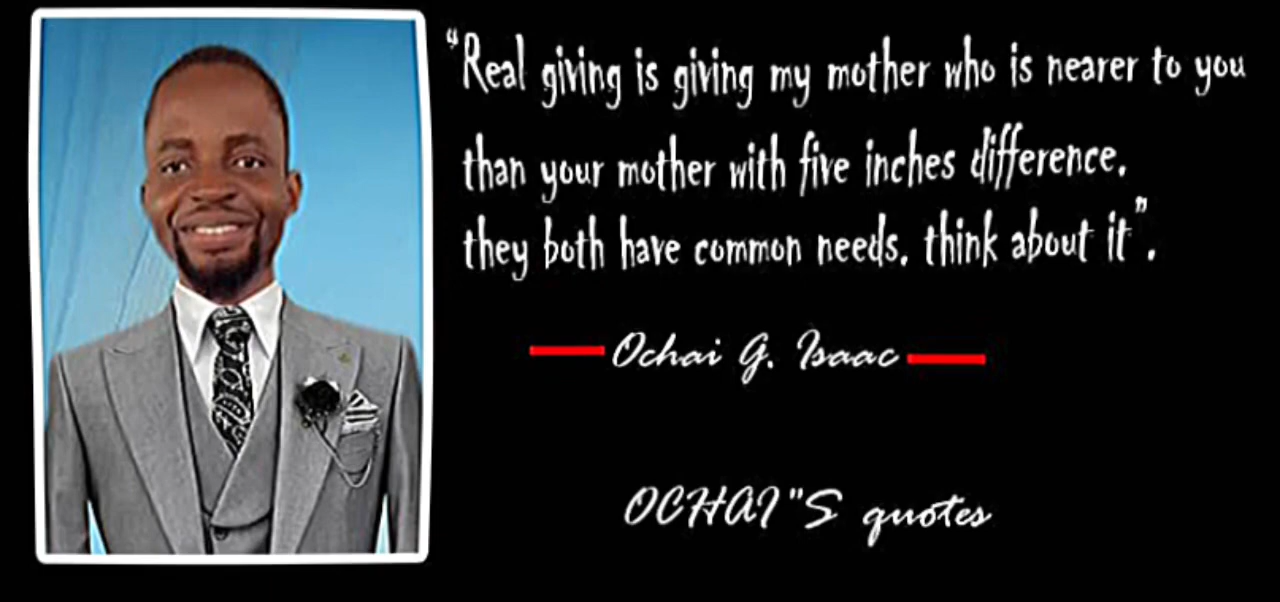 “Real giving is giving my mother who is nearer to you
than your mother with five inches difference.
they both have common needs. think about it”.
Ochai G. Isaac
OCHAI"S quotes